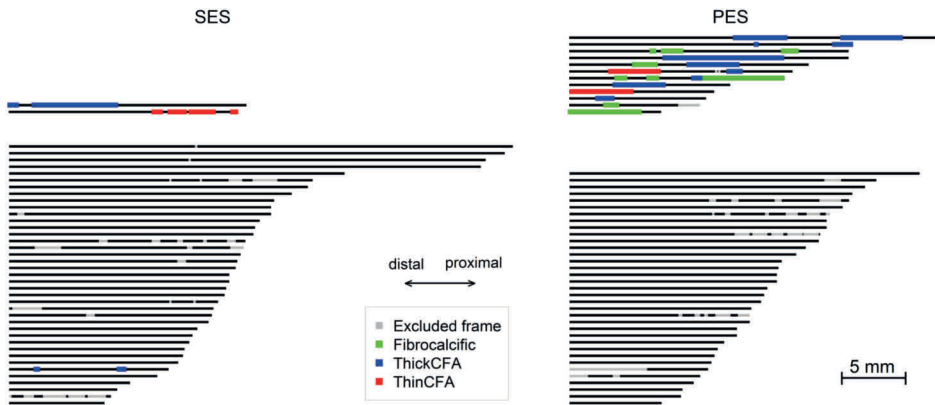 SES
PES
distal proximal
Excluded frame
Fibrocalcific
ThickCFA
ThinCFA
5 mm